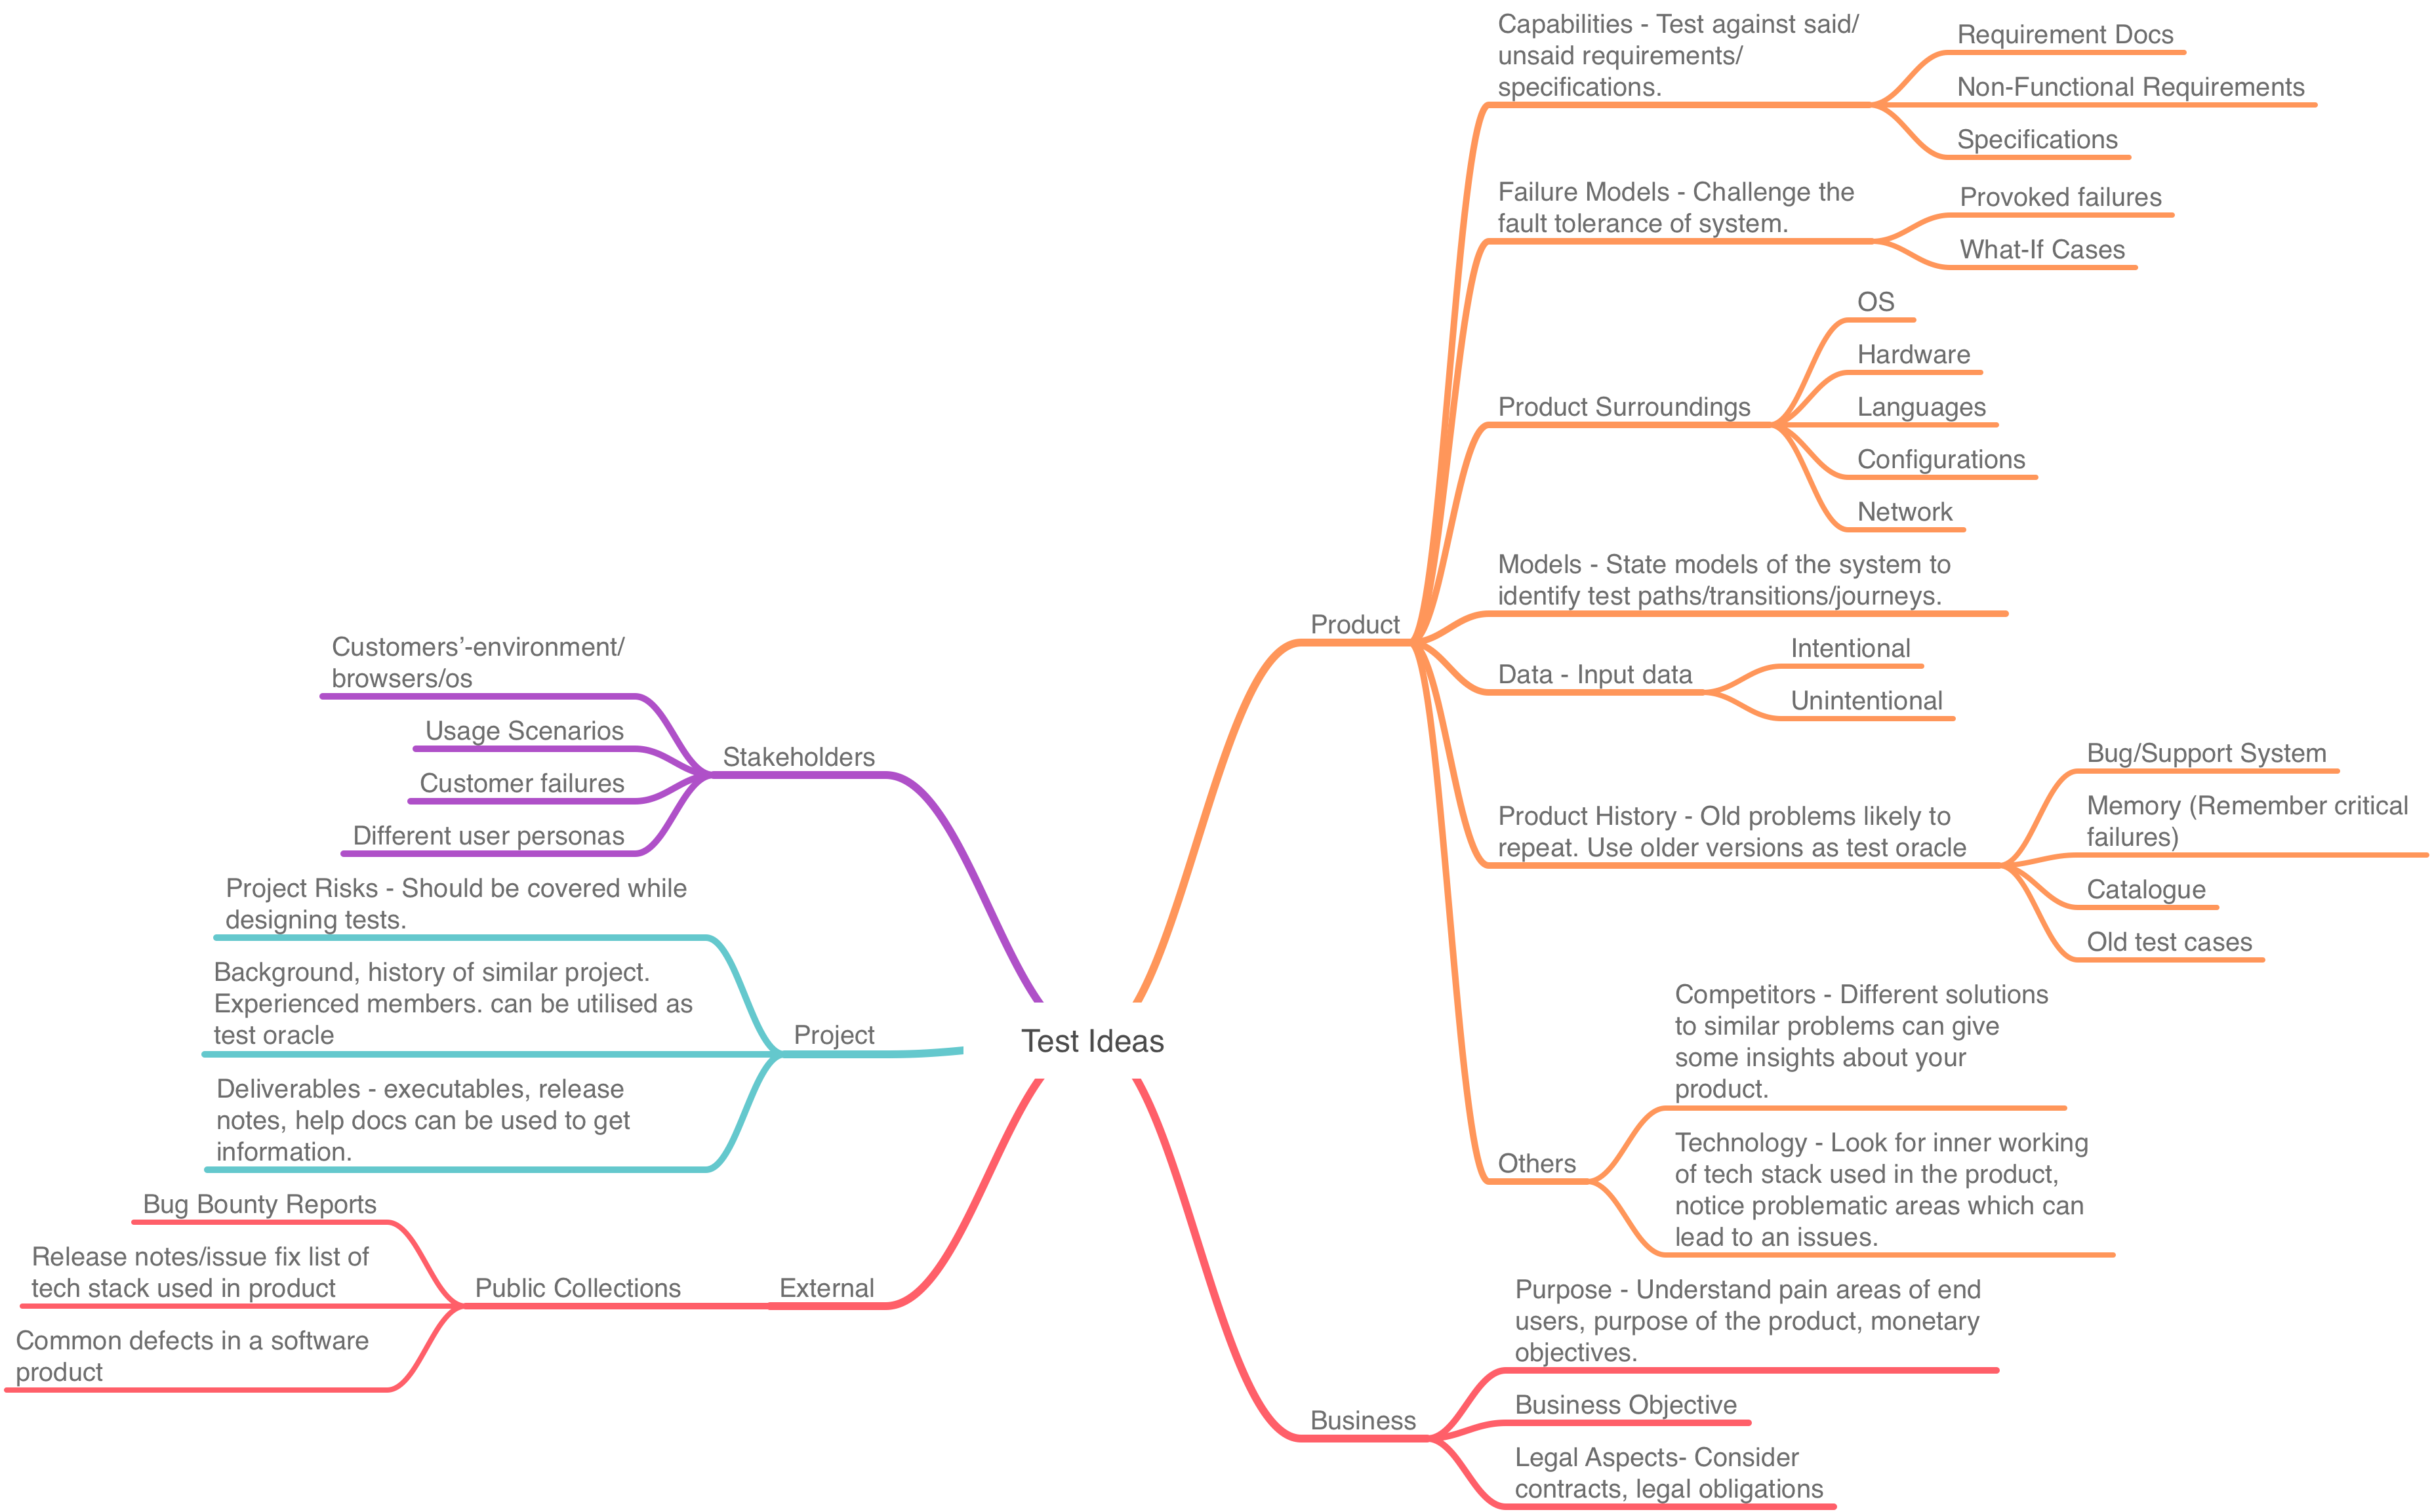 Test Ideas
Product
Capabilities - Test against said/
unsaid requirements/
specifications.
Requirement Docs
Non-Functional Requirements
Specifications
Failure Models - Challenge the
fault tolerance of system.
Provoked failures
What-If Cases
Product Surroundings
OS
Hardware
Languages
Configurations
Network
Models - State models of the system to
identify test paths/transitions/journeys.
Data - Input data
Intentional
Unintentional
Product History - Old problems likely to
repeat. Use older versions as test oracle
Bug/Support System
Memory (Remember critical
failures)
Catalogue
Old test cases
Others
Competitors - Different solutions
to similar problems can give
some insights about your
product.
Technology - Look for inner working
of tech stack used in the product,
notice problematic areas which can
lead to an issues.
Business
Purpose - Understand pain areas of end
users, purpose of the product, monetary
objectives.
Business Objective
Legal Aspects- Consider
contracts, legal obligations
Stakeholders
Customers’-environment/
browsers/os
Usage Scenarios
Customer failures
Different user personas
Project
Project Risks - Should be covered while
designing tests.
Background, history of similar project.
Experienced members. can be utilised as
test oracle
Deliverables - executables, release
notes, help docs can be used to get
information.
External
Public Collections
Bug Bounty Reports
Release notes/issue fix list of
tech stack used in product
Common defects in a software
product